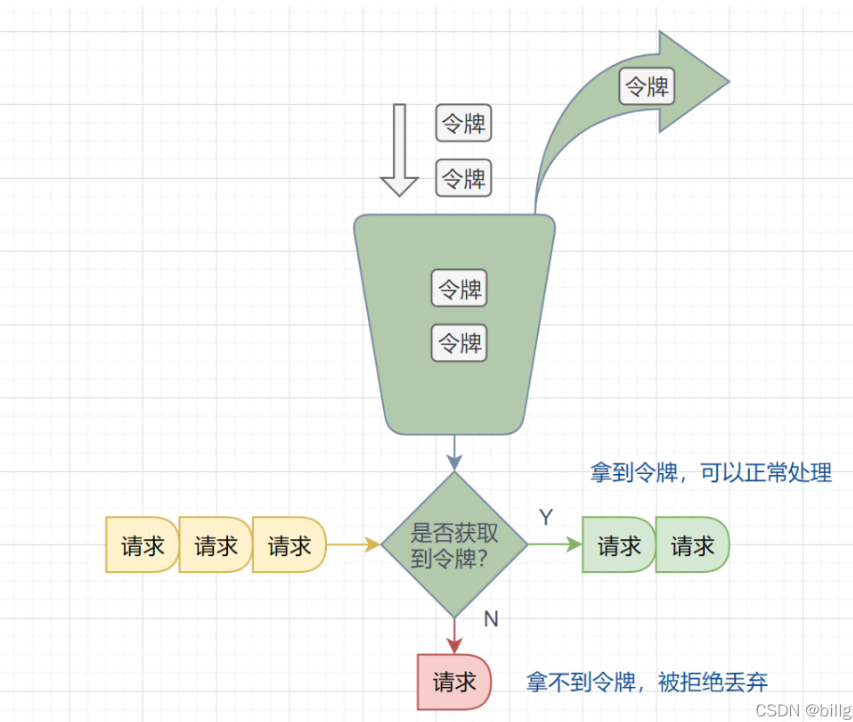 令牌
令牌
令牌
令牌
令牌
拿到令牌，可以正常处理
请求 请求 请求
是否获取
到令牌？
Y
请求 请求
N
请求
拿不到令牌，被拒绝丢弃
CSDN @billg